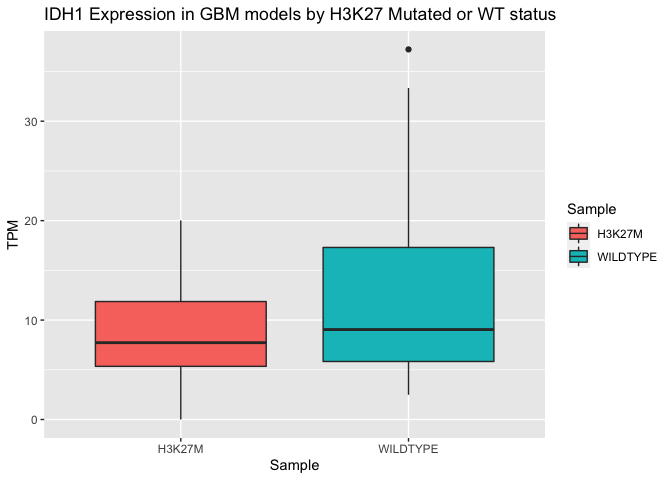 IDH1 Expression in GBM models by H3K27 Mutated or WT status
30
20
10
0
TPM
H3K27M
WILDTYPE
Sample
Sample
H3K27M
WILDTYPE